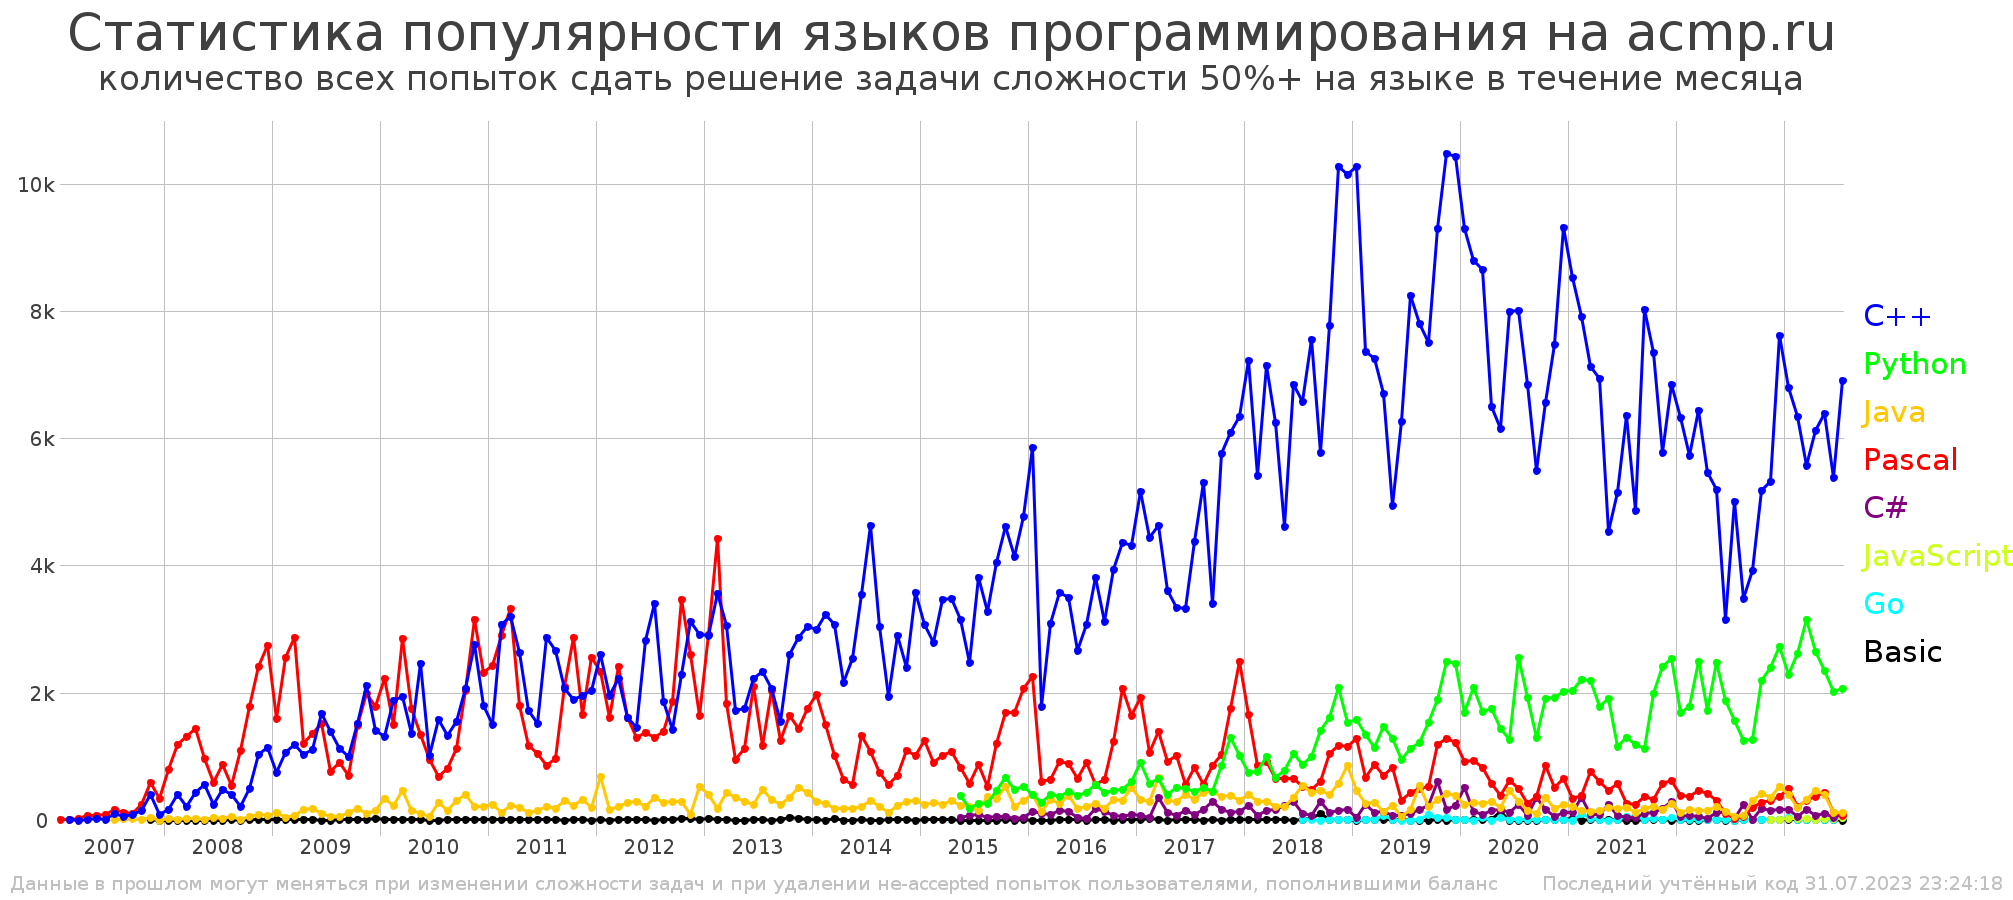 Статистика популярности языков программирования на acmp.ru
количество всех попыток сдать решение задачи сложности 50%+ на языке в течение месяца
10k
8k
6k
4k
2k
0
2007 2008 2009 2010 2011 2012 2013 2014 2015 2016 2017 2018 2019 2020 2021 2022
C++
Python
Java
Pascal
C#
JavaScript
Go
Basic
Данные в прошлом могут меняться при изменении сложности задач и при удалении не-accepted попыток пользователями, пополнившими баланс Последний учтённый код 31.07.2023 23:24:18